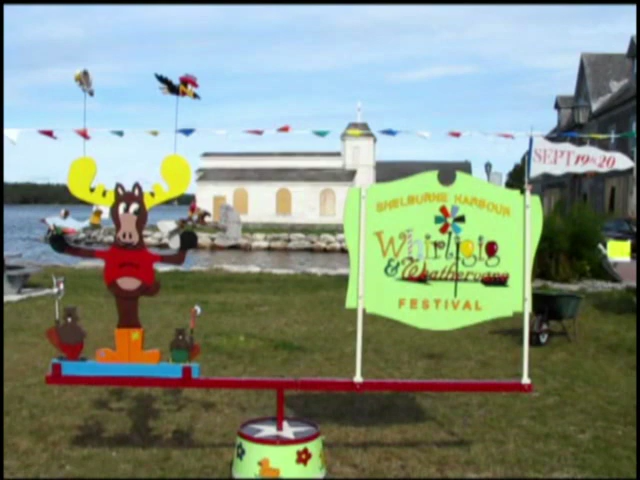 SEPT 19 & 20
SHELBURNE HARBOUR
Whirligig
& Weathervane
FESTIVAL